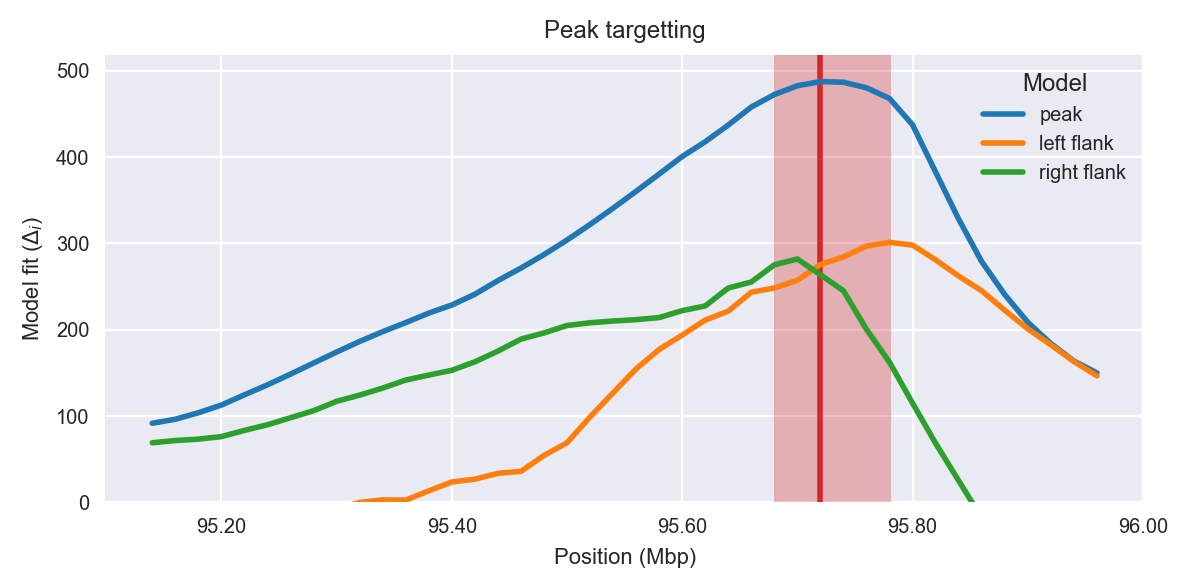 Peak targetting
500
400
300
200
100
0
Model fit (Δi)
Model
peak
left flank
right flank
95.20
95.40
95.60
95.80
96.00
Position (Mbp)